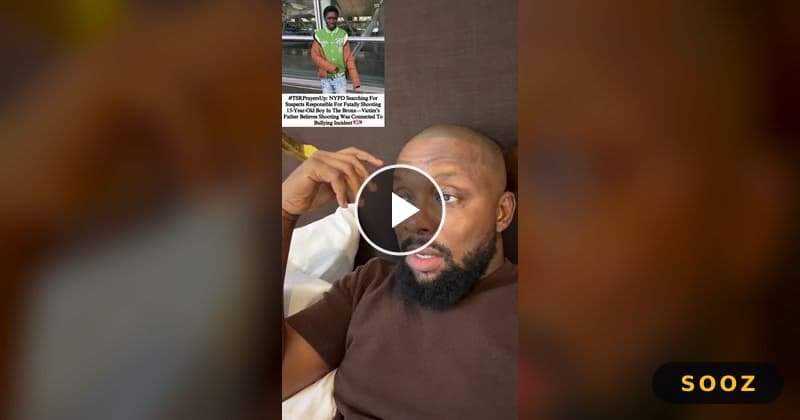 #TSRPrayersUp: NYPD Searching For
Suspects Responsible For Fatally Shooting
13-Year-Old Boy In The Bronx—Victim's
Father Believes Shooting Was Connected To
Bullying Incident
SOOZ